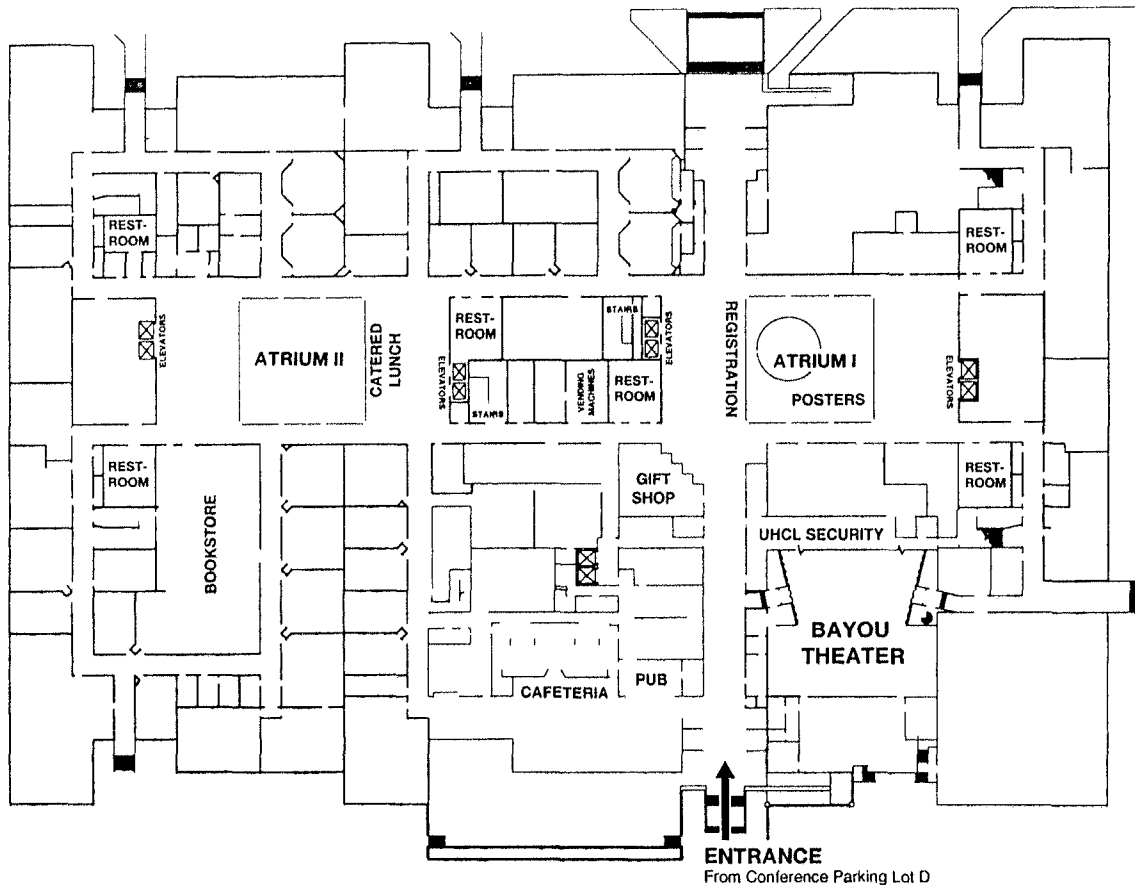 REST-
ROOM
REST-
ROOM
ELEVATORS
ATRIUM II
CATERED
LUNCH
REST-
ROOM
STAIRS
ELEVATORS
ELEVATORS
STAIRS
VENDING
MACHINES
REST-
ROOM
REGISTRATION
ATRIUM I
POSTERS
ELEVATORS
REST-
ROOM
BOOKSTORE
GIFT
SHOP
UHCL SECURITY
REST-
ROOM
BAYOU
THEATER
CAFETERIA
PUB
ENTRANCE
From Conference Parking Lot D